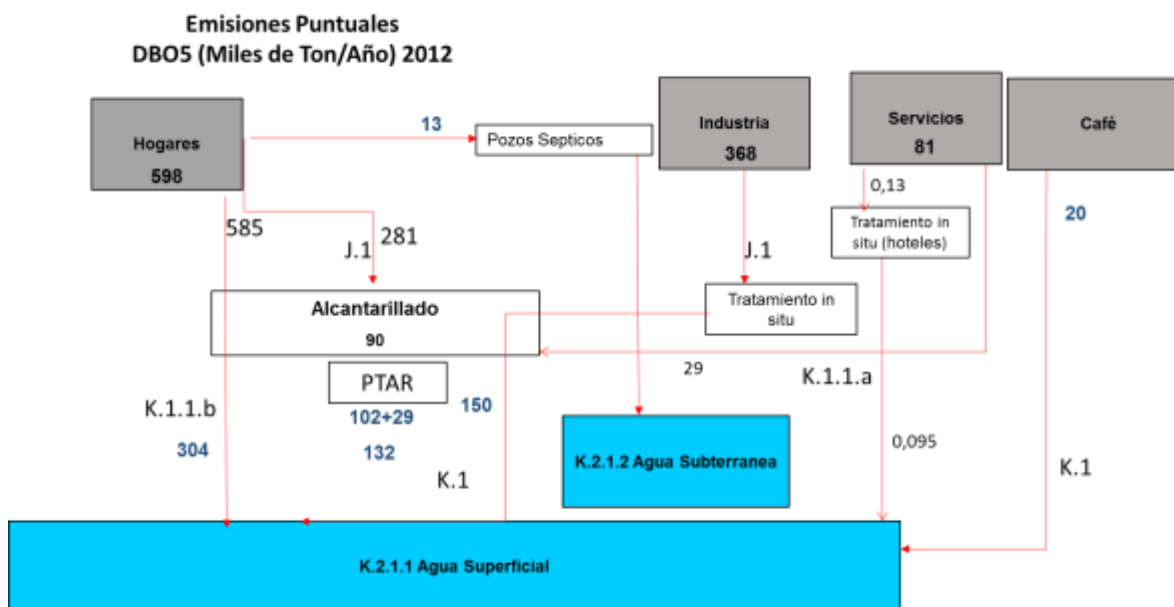 Emisiones Puntuales
DBO5 (Miles de Ton/Año) 2012
Hogares
598
13
Pozos Septicos
Industria
368
Servicios
81
Café
0,13
20
585
281
J.1
J.1
Tratamiento in
situ (hoteles)
Alcantarillado
90
Tratamiento in
situ
PTAR
29
K.1.1.a
K.1.1.b
102+29
150
304
132
K.2.1.2 Agua Subterranea
0,095
K.1
K.1
K.2.1.1 Agua Superficial